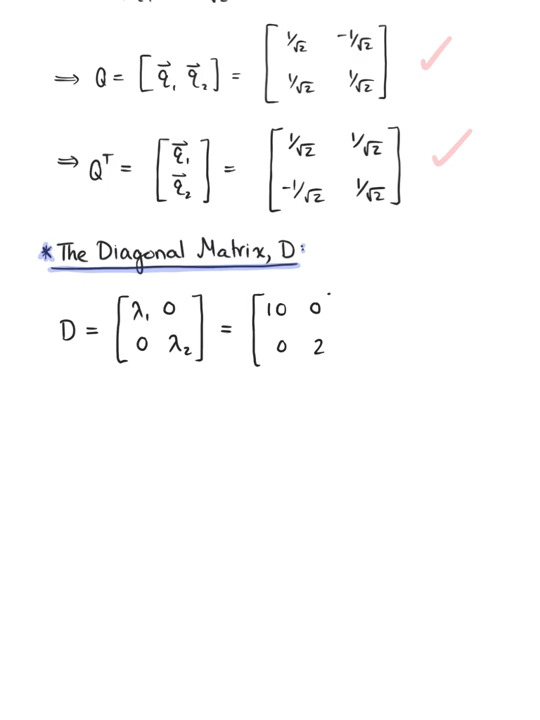 ⟹ Q = [ q⃗₁ q⃗₂ ] = [ 1/√2 -1/√2 ; 1/√2 1/√2 ]
⟹ Qᵀ = [ q⃗₁ ; q⃗₂ ] = [ 1/√2 1/√2 ; -1/√2 1/√2 ]
* The Diagonal Matrix, D:
D = [ λ₁ 0 ; 0 λ₂ ] = [ 10 0 ; 0 2